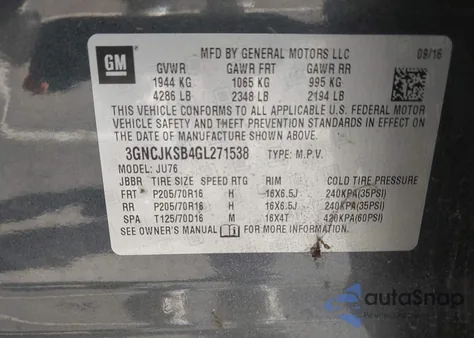 GM
MFD BY GENERAL MOTORS LLC 09/16
GVWR GAWR FRT GAWR RR
1944 KG 1065 KG 995 KG
4286 LB 2348 LB 2194 LB
THIS VEHICLE CONFORMS TO ALL APPLICABLE U.S. FEDERAL MOTOR
VEHICLE SAFETY AND THEFT PREVENTION STANDARDS IN EFFECT ON
THE DATE OF MANUFACTURE SHOWN ABOVE.
3GNCJKSB4GL271538 TYPE: M.P.V.
MODEL: JU76
JBBR TIRE SIZE SPEED RTG RIM COLD TIRE PRESSURE
FRT P205/70R16 H 16X6.5J 240KPA(35PSI)
RR P205/70R16 H 16X6.5J 240KPA(35PSI)
SPA T125/70D16 M 16X4T 420KPA(60PSI)
SEE OWNER'S MANUAL FOR MORE INFORMATION.
autoSnap